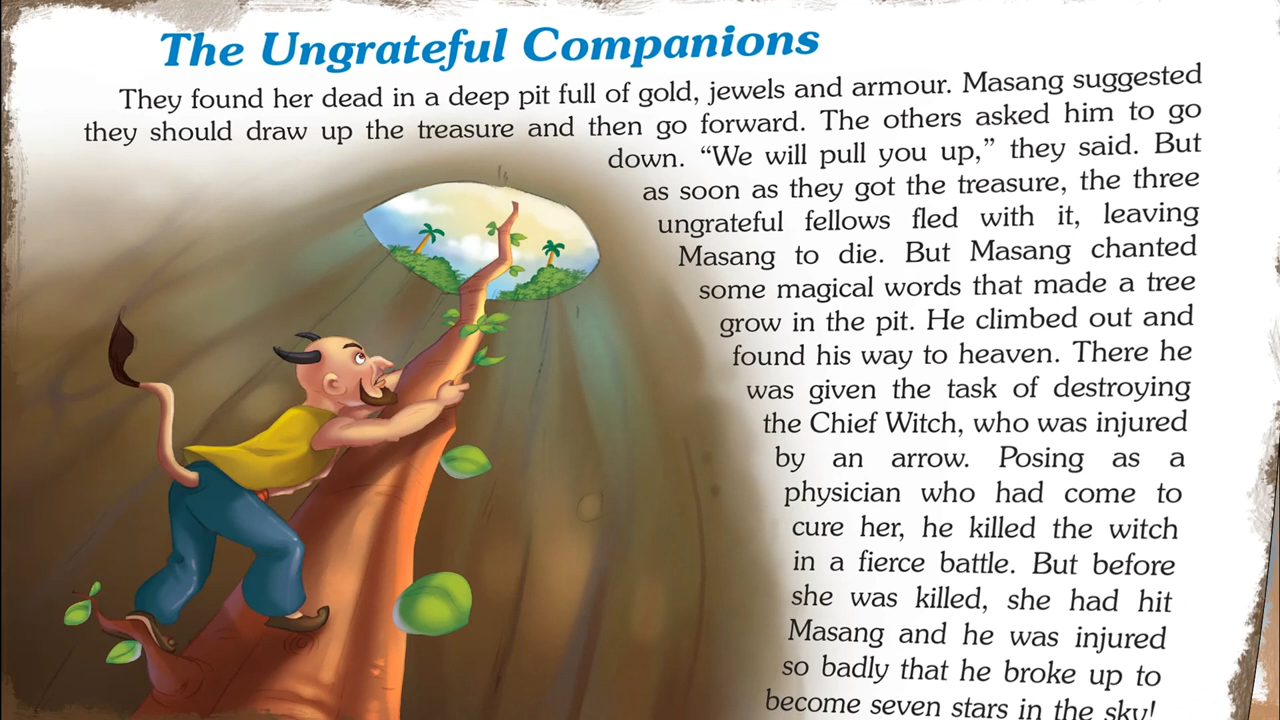 The Ungrateful Companions
They found her dead in a deep pit full of gold, jewels and armour. Masang suggested
they should draw up the treasure and then go forward. The others asked him to go
down. “We will pull you up,” they said. But
as soon as they got the treasure, the three
ungrateful fellows fled with it, leaving
Masang to die. But Masang chanted
some magical words that made a tree
grow in the pit. He climbed out and
found his way to heaven. There he
was given the task of destroying
the Chief Witch, who was injured
by an arrow. Posing as a
physician who had come to
cure her, he killed the witch
in a fierce battle. But before
she was killed, she had hit
Masang and he was injured
so badly that he broke up to
become seven stars in the sky!